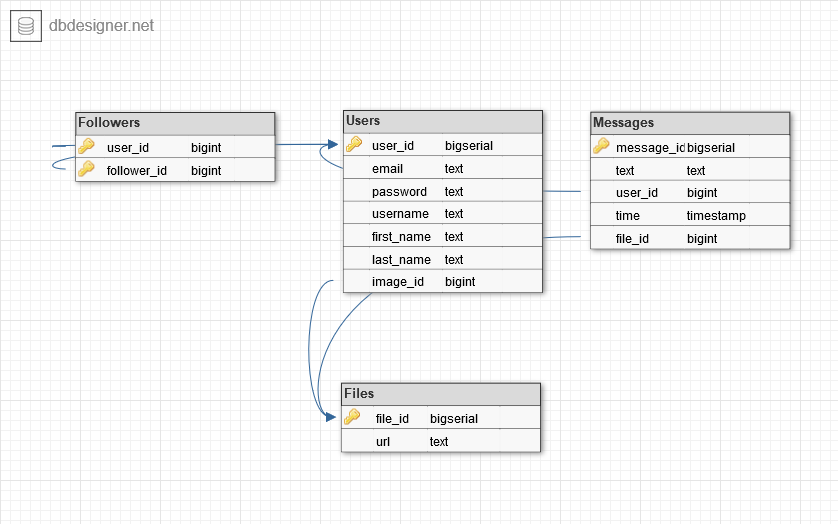 dbdesigner.net
Followers
user_id bigint
follower_id bigint
Users
user_id bigserial
email text
password text
username text
first_name text
last_name text
image_id bigint
Messages
message_id bigserial
text text
user_id bigint
time timestamp
file_id bigint
Files
file_id bigserial
url text